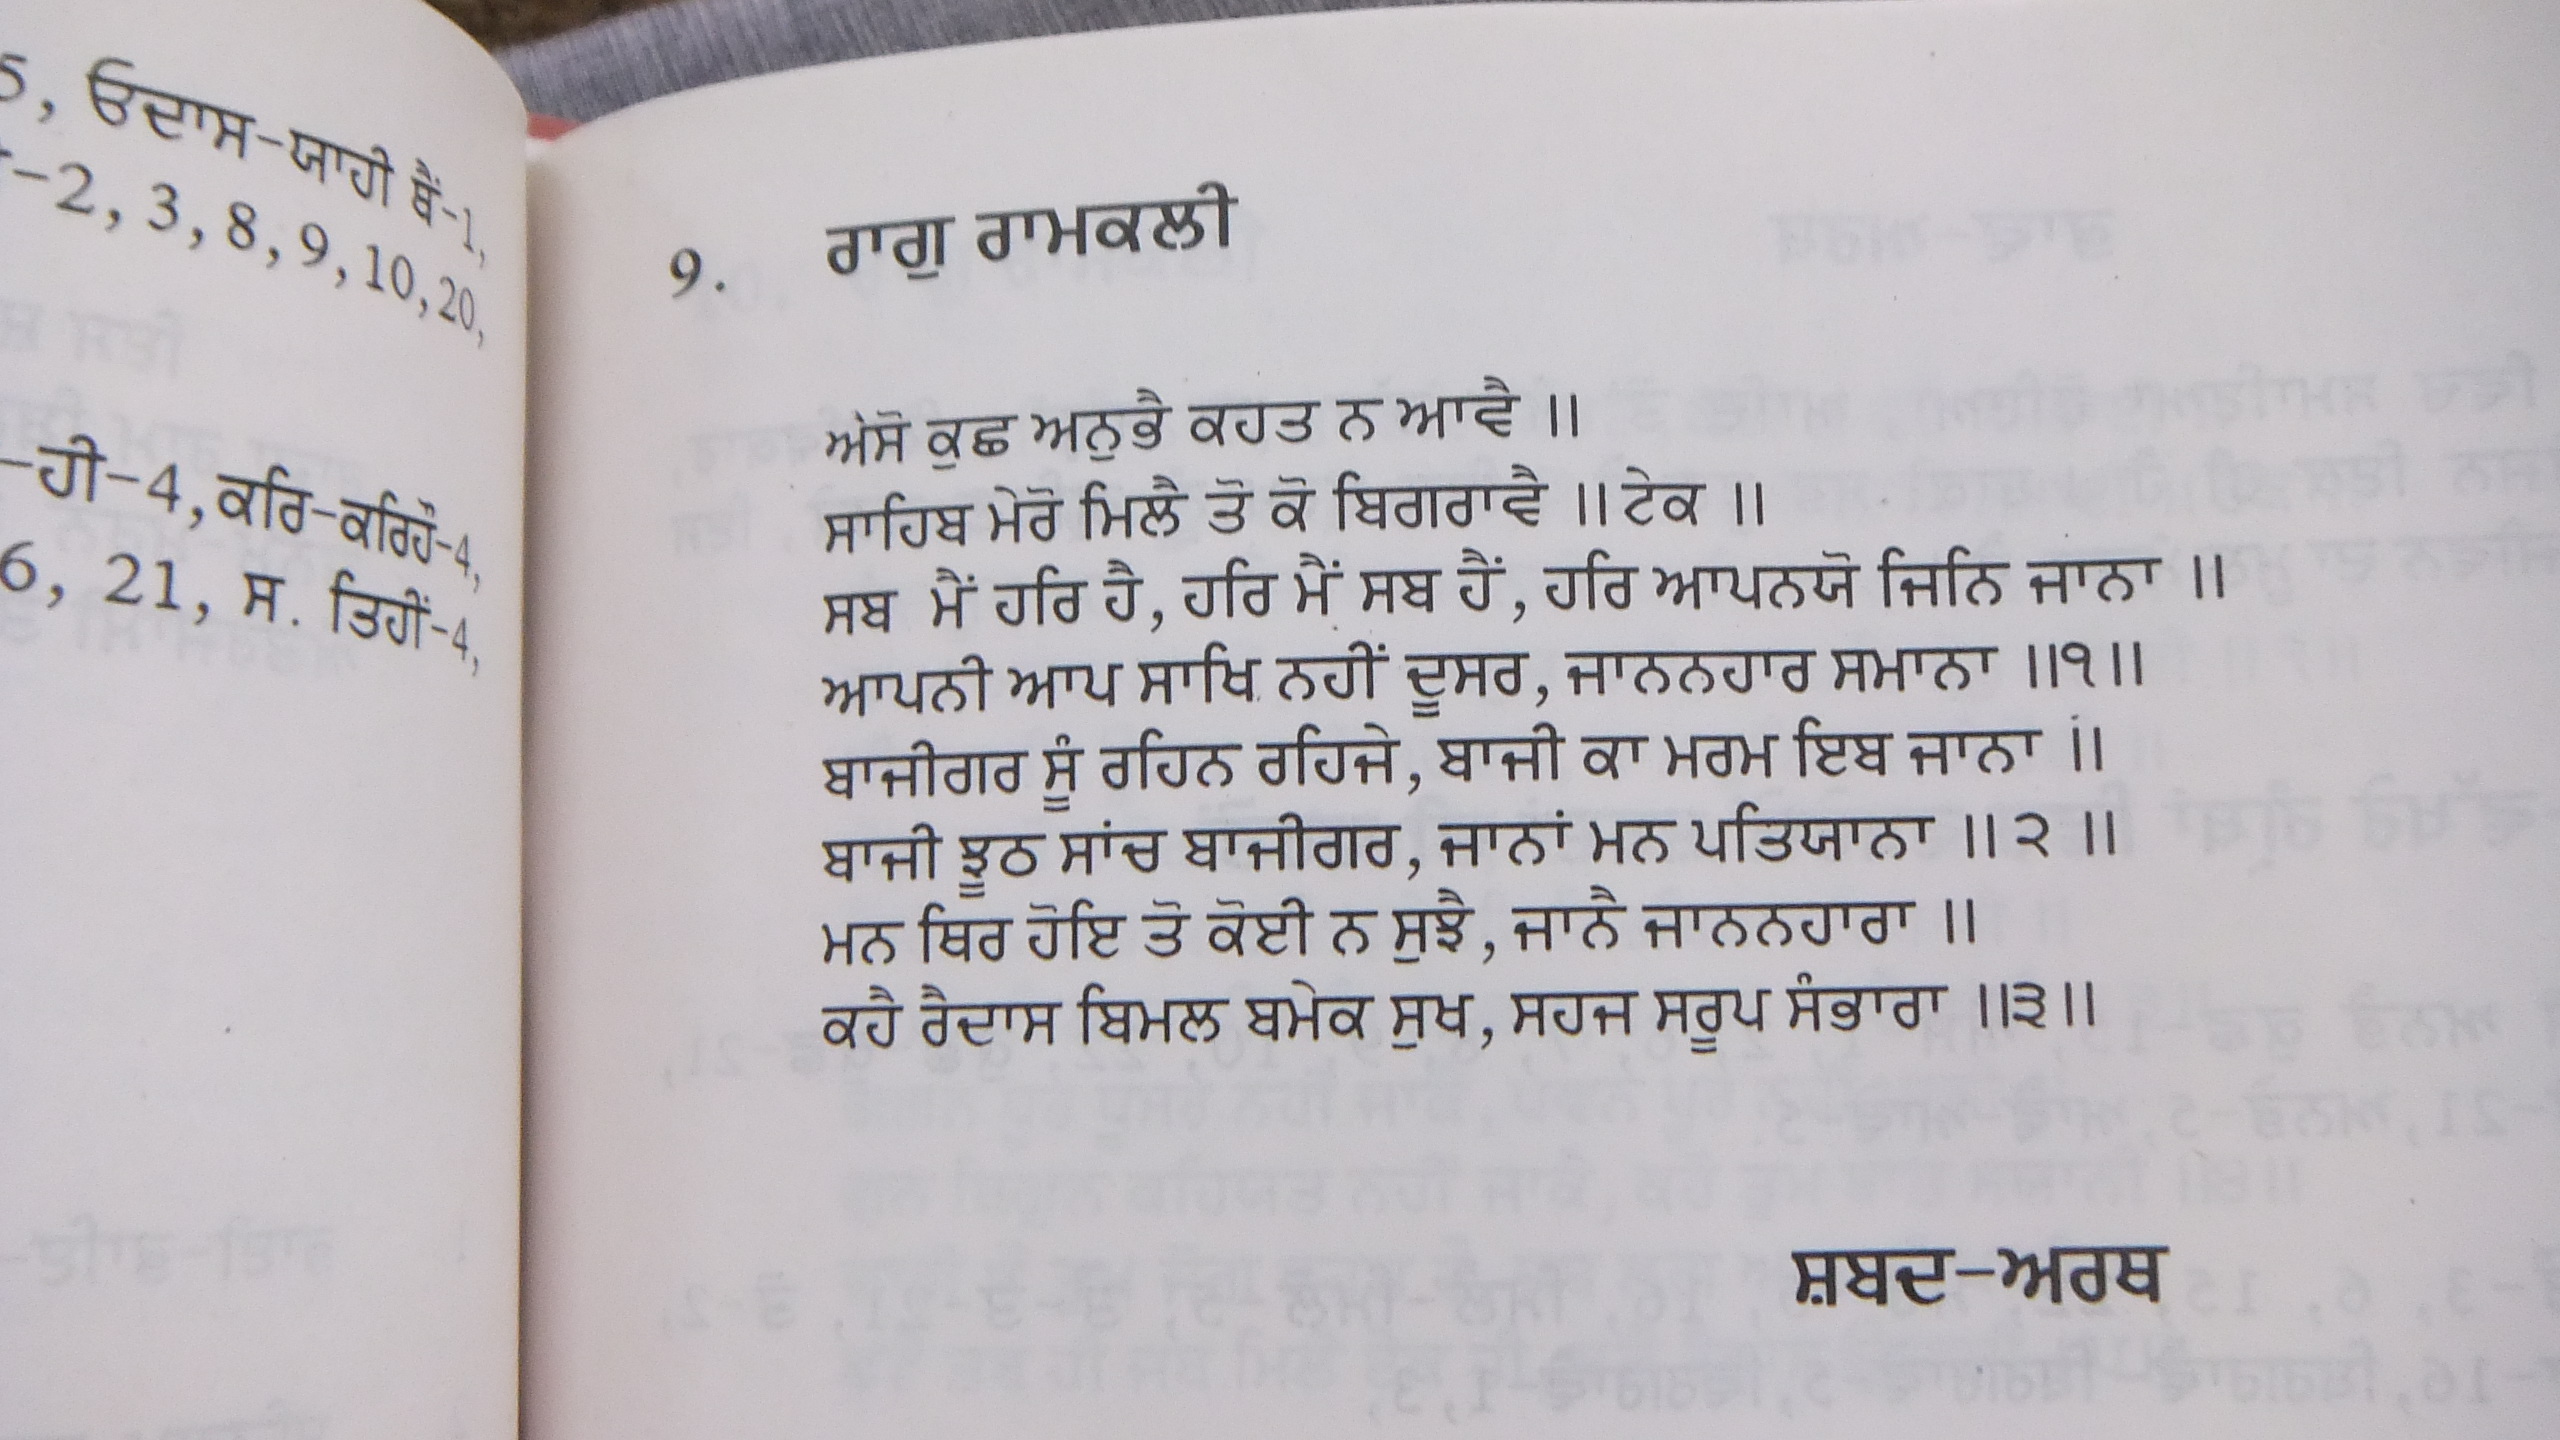 5, ਓਦਾਸ-ਯਾਹੀ ਥੈਂ-1,
-2, 3, 8, 9, 10, 20,
-ਹੀ-4, ਕਰਿ-ਕਰਿਹੌ-4,
6, 21, ਸ. ਤਿਹੀਂ-4,
9. ਰਾਗੁ ਰਾਮਕਲੀ
ਅੇਸੋ ਕੁਛ ਅਨੁਭੈ ਕਹਤ ਨ ਆਵੈ ॥
ਸਾਹਿਬ ਮੇਰੋ ਮਿਲੈ ਤੋ ਕੋ ਬਿਗਰਾਵੈ ॥ ਟੇਕ ॥
ਸਬ ਮੈਂ ਹਰਿ ਹੈ, ਹਰਿ ਮੈਂ ਸਬ ਹੈਂ, ਹਰਿ ਆਪਨਯੋ ਜਿਨਿ ਜਾਨਾ ॥
ਆਪਨੀ ਆਪ ਸਾਖਿ ਨਹੀਂ ਦੂਸਰ, ਜਾਨਨਹਾਰ ਸਮਾਨਾ ॥੧॥
ਬਾਜੀਗਰ ਸੂੰ ਰਹਿਨ ਰਹਿਜੇ, ਬਾਜੀ ਕਾ ਮਰਮ ਇਬ ਜਾਨਾ ॥
ਬਾਜੀ ਝੂਠ ਸਾਂਚ ਬਾਜੀਗਰ, ਜਾਨਾਂ ਮਨ ਪਤਿਯਾਨਾ ॥ ੨ ॥
ਮਨ ਥਿਰ ਹੋਇ ਤੋ ਕੋਈ ਨ ਸੁਝੈ, ਜਾਨੈ ਜਾਨਨਹਾਰਾ ॥
ਕਹੈ ਰੈਦਾਸ ਬਿਮਲ ਬਮੇਕ ਸੁਖ, ਸਹਜ ਸਰੂਪ ਸੰਭਾਰਾ ॥੩॥
ਸ਼ਬਦ-ਅਰਥ